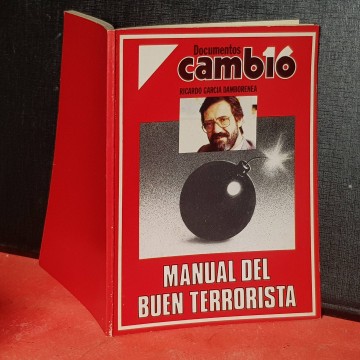 Documentos
cambio16
RICARDO GARCIA DAMBORENEA
MANUAL DEL
BUEN TERRORISTA